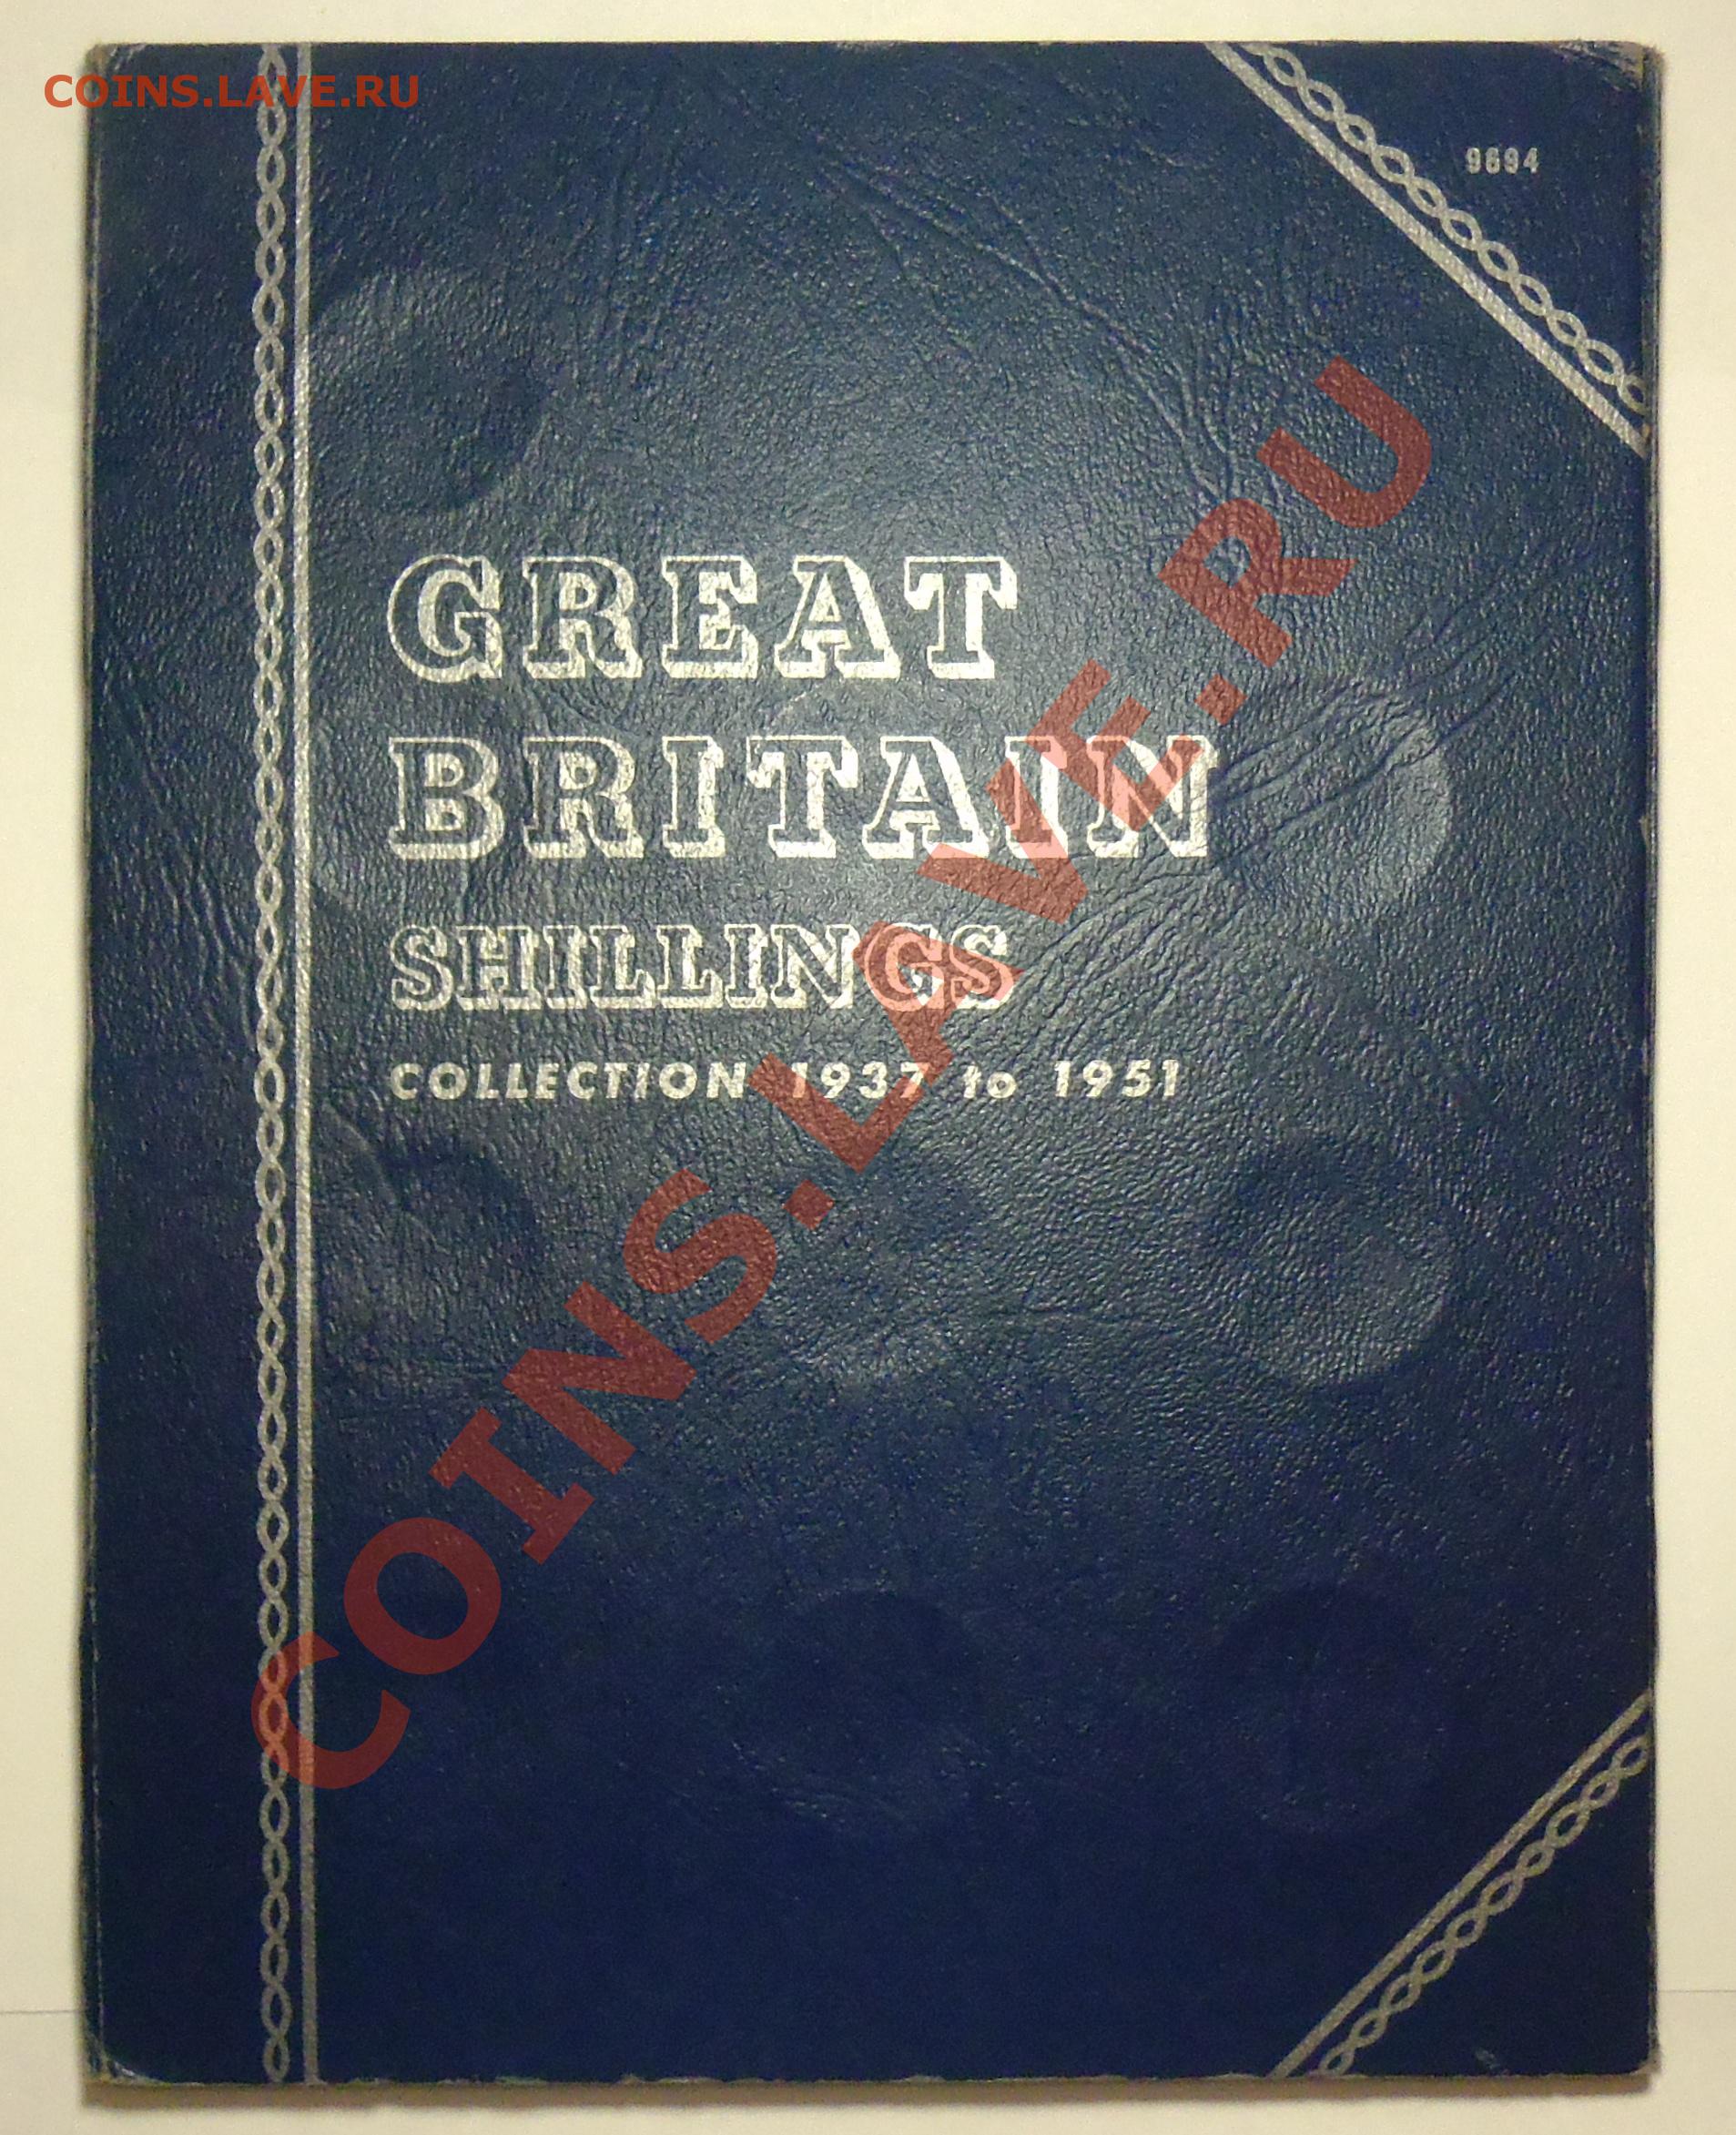 COINS.LAVE.RU
9694
GREAT
BRITAIN
SHILLINGS
COLLECTION 1937 to 1951
COINS.LAVE.RU